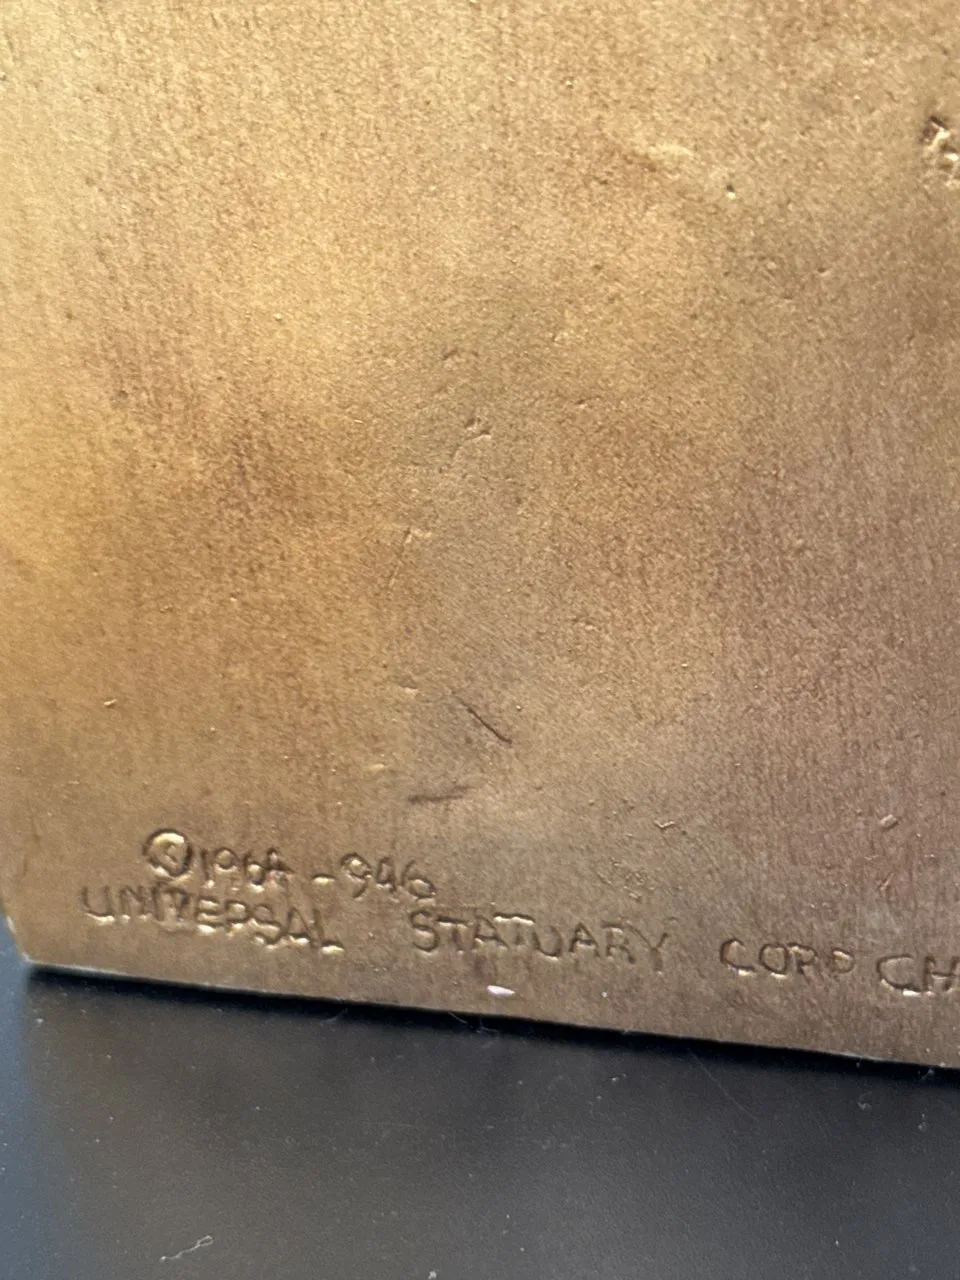 ©1964 - 946
UNIVERSAL STATUARY CORP CH